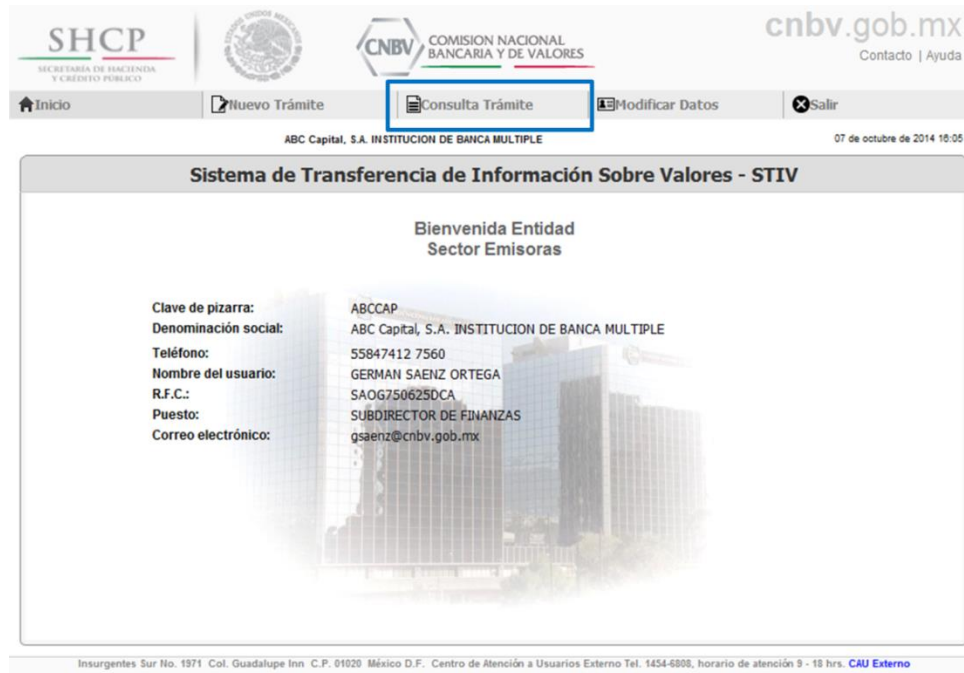 SHCP
SECRETARÍA DE HACIENDA
Y CRÉDITO PÚBLICO
ESTADOS UNIDOS MEXICANOS
CNBV
COMISION NACIONAL
BANCARIA Y DE VALORES
cnbv.gob.mx
Contacto | Ayuda
Inicio
Nuevo Trámite
Consulta Trámite
Modificar Datos
Salir
ABC Capital, S.A. INSTITUCION DE BANCA MULTIPLE
07 de octubre de 2014 16:05
Sistema de Transferencia de Información Sobre Valores - STIV
Bienvenida Entidad
Sector Emisoras
Clave de pizarra: ABCCAP
Denominación social: ABC Capital, S.A. INSTITUCION DE BANCA MULTIPLE
Teléfono: 55847412 7560
Nombre del usuario: GERMAN SAENZ ORTEGA
R.F.C.: SAOG750625DCA
Puesto: SUBDIRECTOR DE FINANZAS
Correo electrónico: gsaenz@cnbv.gob.mx
Insurgentes Sur No. 1971 Col. Guadalupe Inn C.P. 01020 México D.F. Centro de Atención a Usuarios Externo Tel. 1454-6808, horario de atención 9 - 18 hrs. CAU Externo